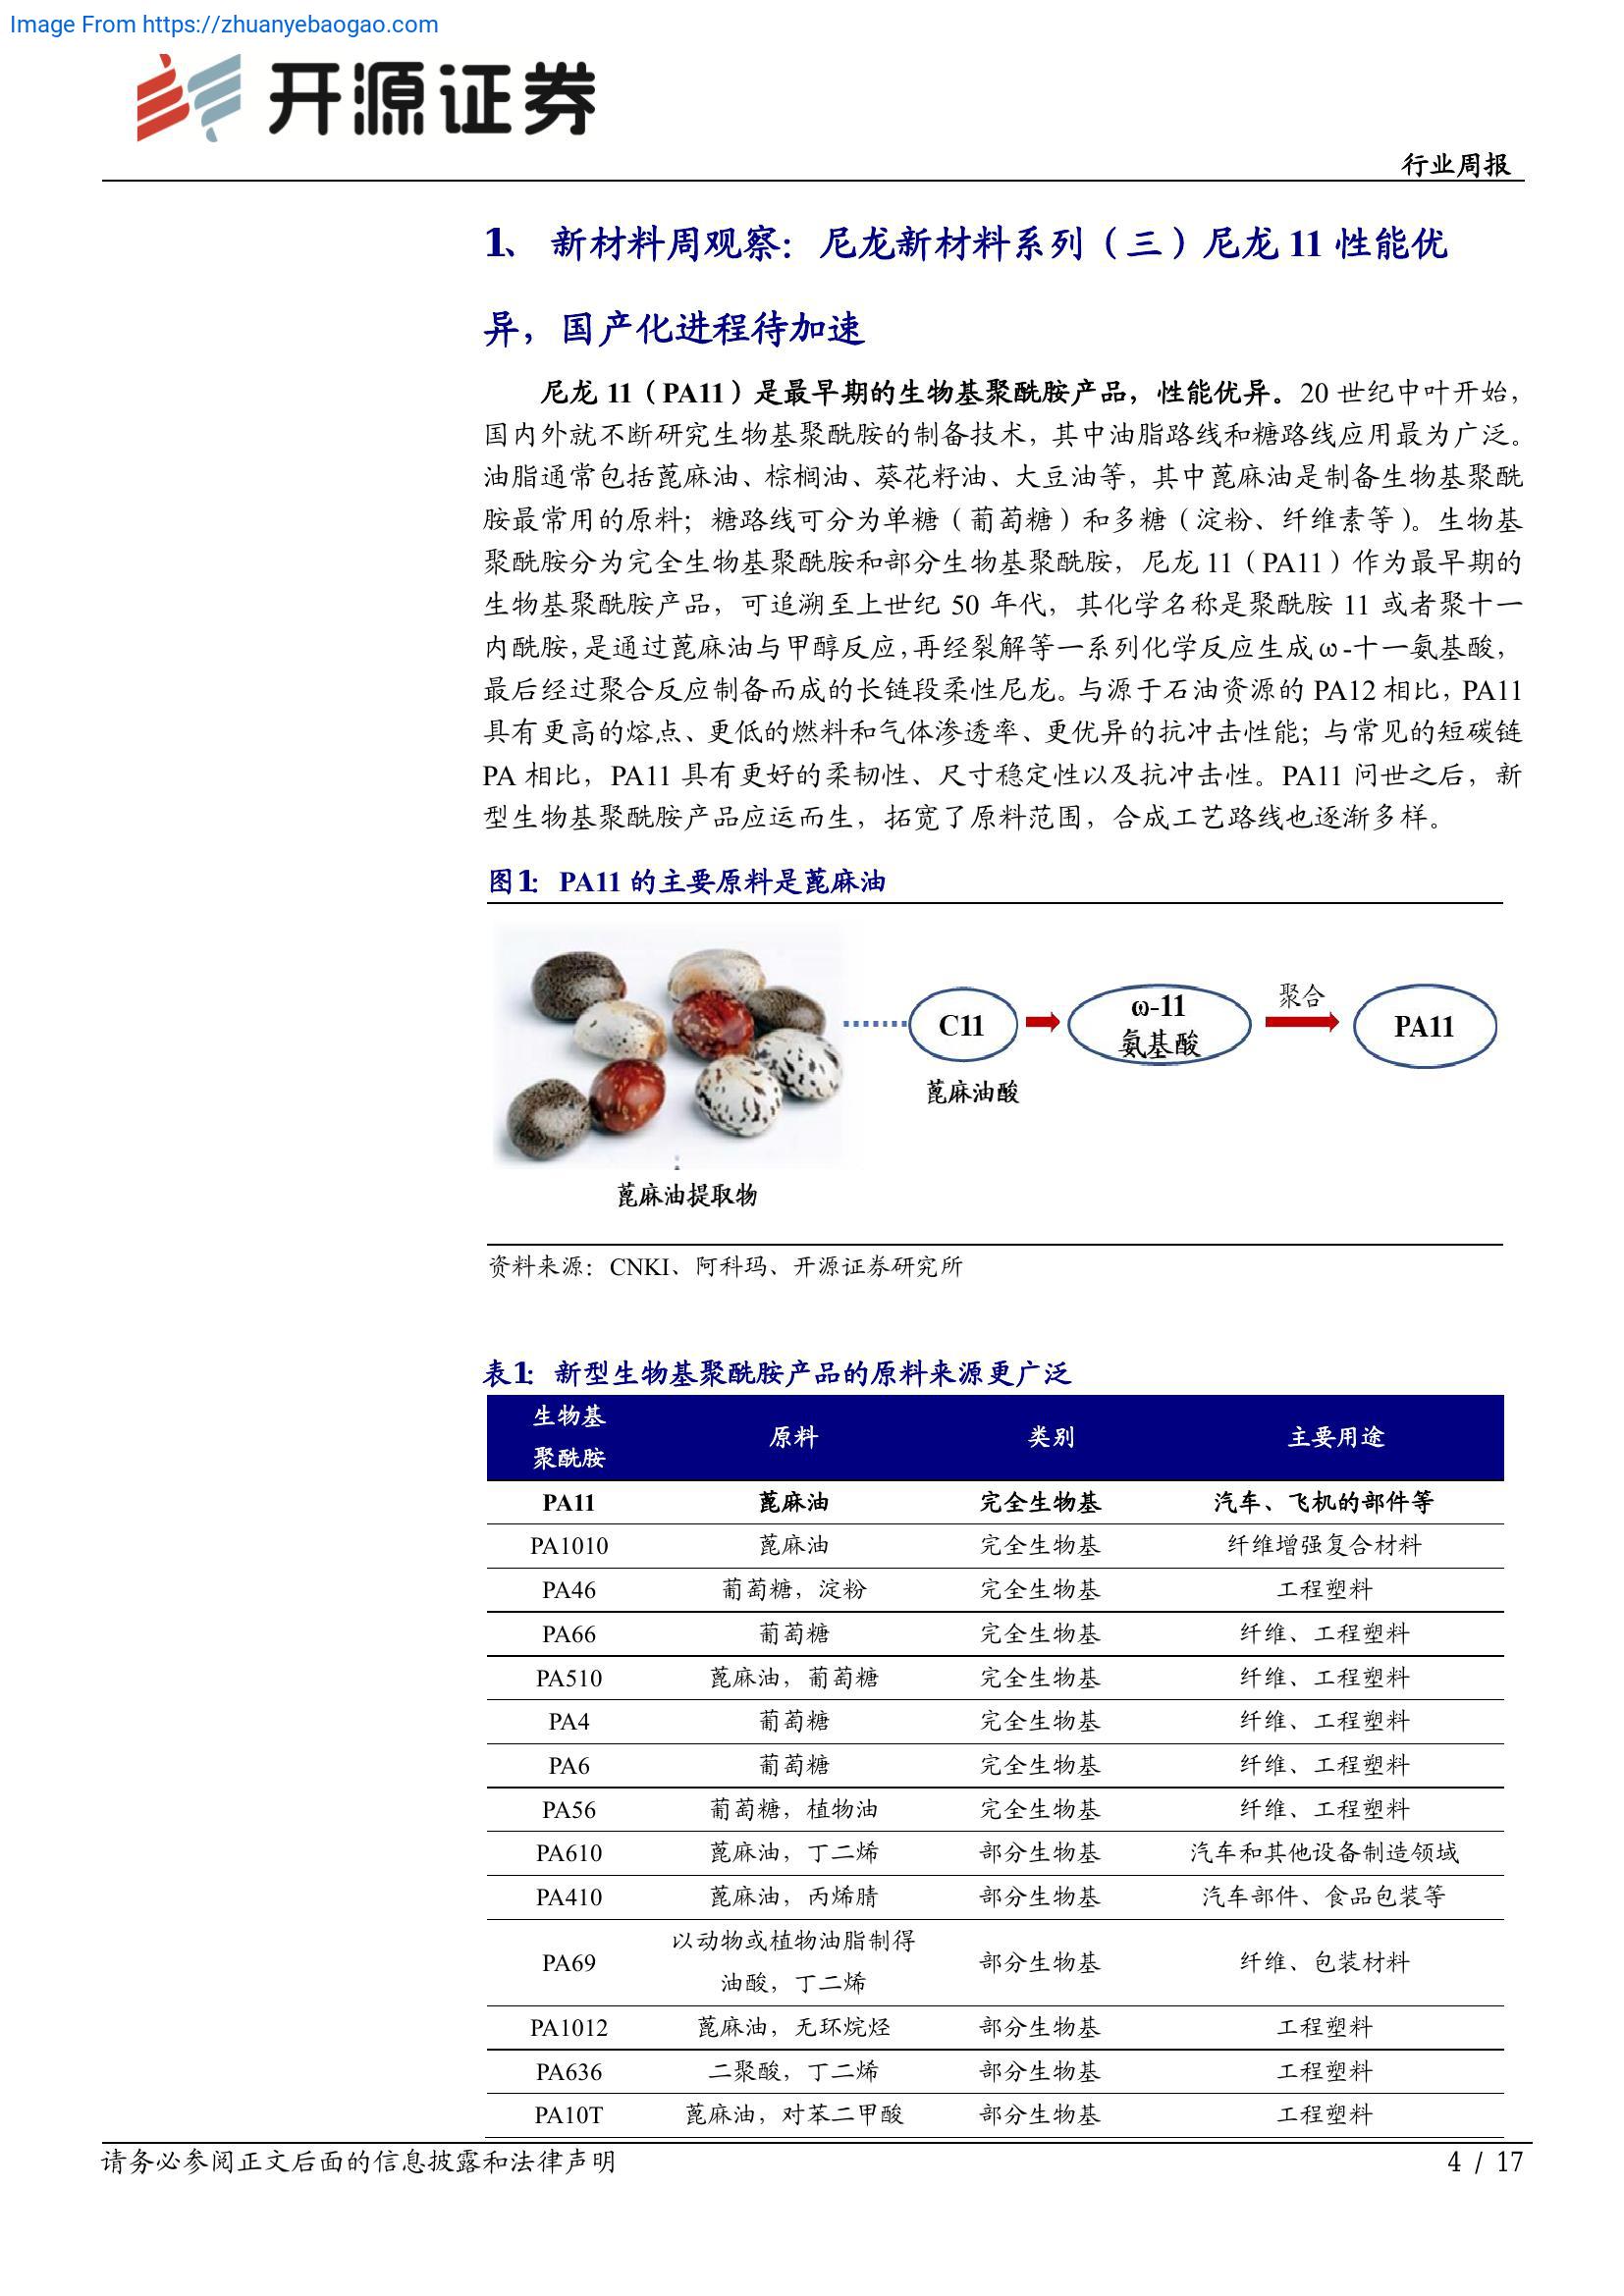 Image From https://zhuanyebaogao.com
开源证券
行业周报
1、 新材料周观察：尼龙新材料系列（三）尼龙 11 性能优
异，国产化进程待加速
尼龙 11（PA11）是最早期的生物基聚酰胺产品，性能优异。20 世纪中叶开始，
国内外就不断研究生物基聚酰胺的制备技术，其中油脂路线和糖路线应用最为广泛。
油脂通常包括蓖麻油、棕榈油、葵花籽油、大豆油等，其中蓖麻油是制备生物基聚酰
胺最常用的原料；糖路线可分为单糖（葡萄糖）和多糖（淀粉、纤维素等）。生物基
聚酰胺分为完全生物基聚酰胺和部分生物基聚酰胺，尼龙 11（PA11）作为最早期的
生物基聚酰胺产品，可追溯至上世纪 50 年代，其化学名称是聚酰胺 11 或者聚十一
内酰胺，是通过蓖麻油与甲醇反应，再经裂解等一系列化学反应生成ω-十一氨基酸，
最后经过聚合反应制备而成的长链段柔性尼龙。与源于石油资源的 PA12 相比，PA11
具有更高的熔点、更低的燃料和气体渗透率、更优异的抗冲击性能；与常见的短碳链
PA 相比，PA11 具有更好的柔韧性、尺寸稳定性以及抗冲击性。PA11 问世之后，新
型生物基聚酰胺产品应运而生，拓宽了原料范围，合成工艺路线也逐渐多样。
图1：PA11 的主要原料是蓖麻油
C11
ω-11
氨基酸
聚合
PA11
蓖麻油酸
蓖麻油提取物
资料来源：CNKI、阿科玛、开源证券研究所
表1：新型生物基聚酰胺产品的原料来源更广泛
生物基
聚酰胺 原料 类别 主要用途
PA11 蓖麻油 完全生物基 汽车、飞机的部件等
PA1010 蓖麻油 完全生物基 纤维增强复合材料
PA46 葡萄糖，淀粉 完全生物基 工程塑料
PA66 葡萄糖 完全生物基 纤维、工程塑料
PA510 蓖麻油，葡萄糖 完全生物基 纤维、工程塑料
PA4 葡萄糖 完全生物基 纤维、工程塑料
PA6 葡萄糖 完全生物基 纤维、工程塑料
PA56 葡萄糖，植物油 完全生物基 纤维、工程塑料
PA610 蓖麻油，丁二烯 部分生物基 汽车和其他设备制造领域
PA410 蓖麻油，丙烯腈 部分生物基 汽车部件、食品包装等
PA69 以动物或植物油脂制得
油酸，丁二烯 部分生物基 纤维、包装材料
PA1012 蓖麻油，无环烷烃 部分生物基 工程塑料
PA636 二聚酸，丁二烯 部分生物基 工程塑料
PA10T 蓖麻油，对苯二甲酸 部分生物基 工程塑料
请务必参阅正文后面的信息披露和法律声明
4 / 17